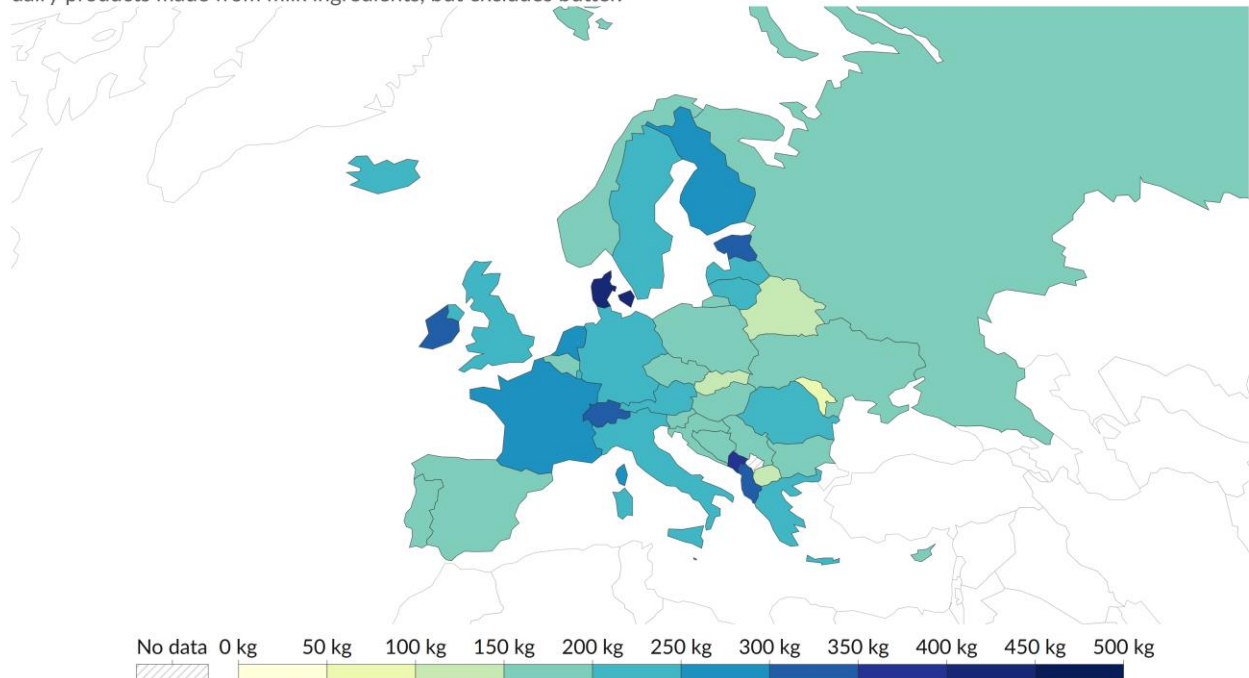 dairy products made from milk ingredients, but excludes butter.
No data 0 kg 50 kg 100 kg 150 kg 200 kg 250 kg 300 kg 350 kg 400 kg 450 kg 500 kg